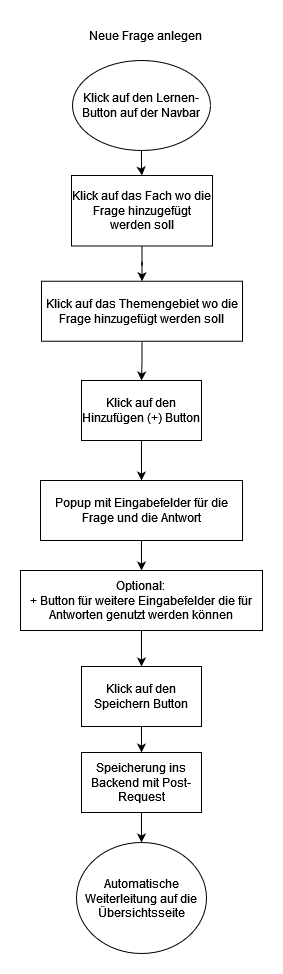 Neue Frage anlegen
Klick auf den Lernen-
Button auf der Navbar
Klick auf das Fach wo die
Frage hinzugefügt
werden soll
Klick auf das Themengebiet wo die
Frage hinzugefügt werden soll
Klick auf den
Hinzufügen (+) Button
Popup mit Eingabefelder für die
Frage und die Antwort
Optional:
+ Button für weitere Eingabefelder die für
Antworten genutzt werden können
Klick auf den
Speichern Button
Speicherung ins
Backend mit Post-
Request
Automatische
Weiterleitung auf die
Übersichtsseite